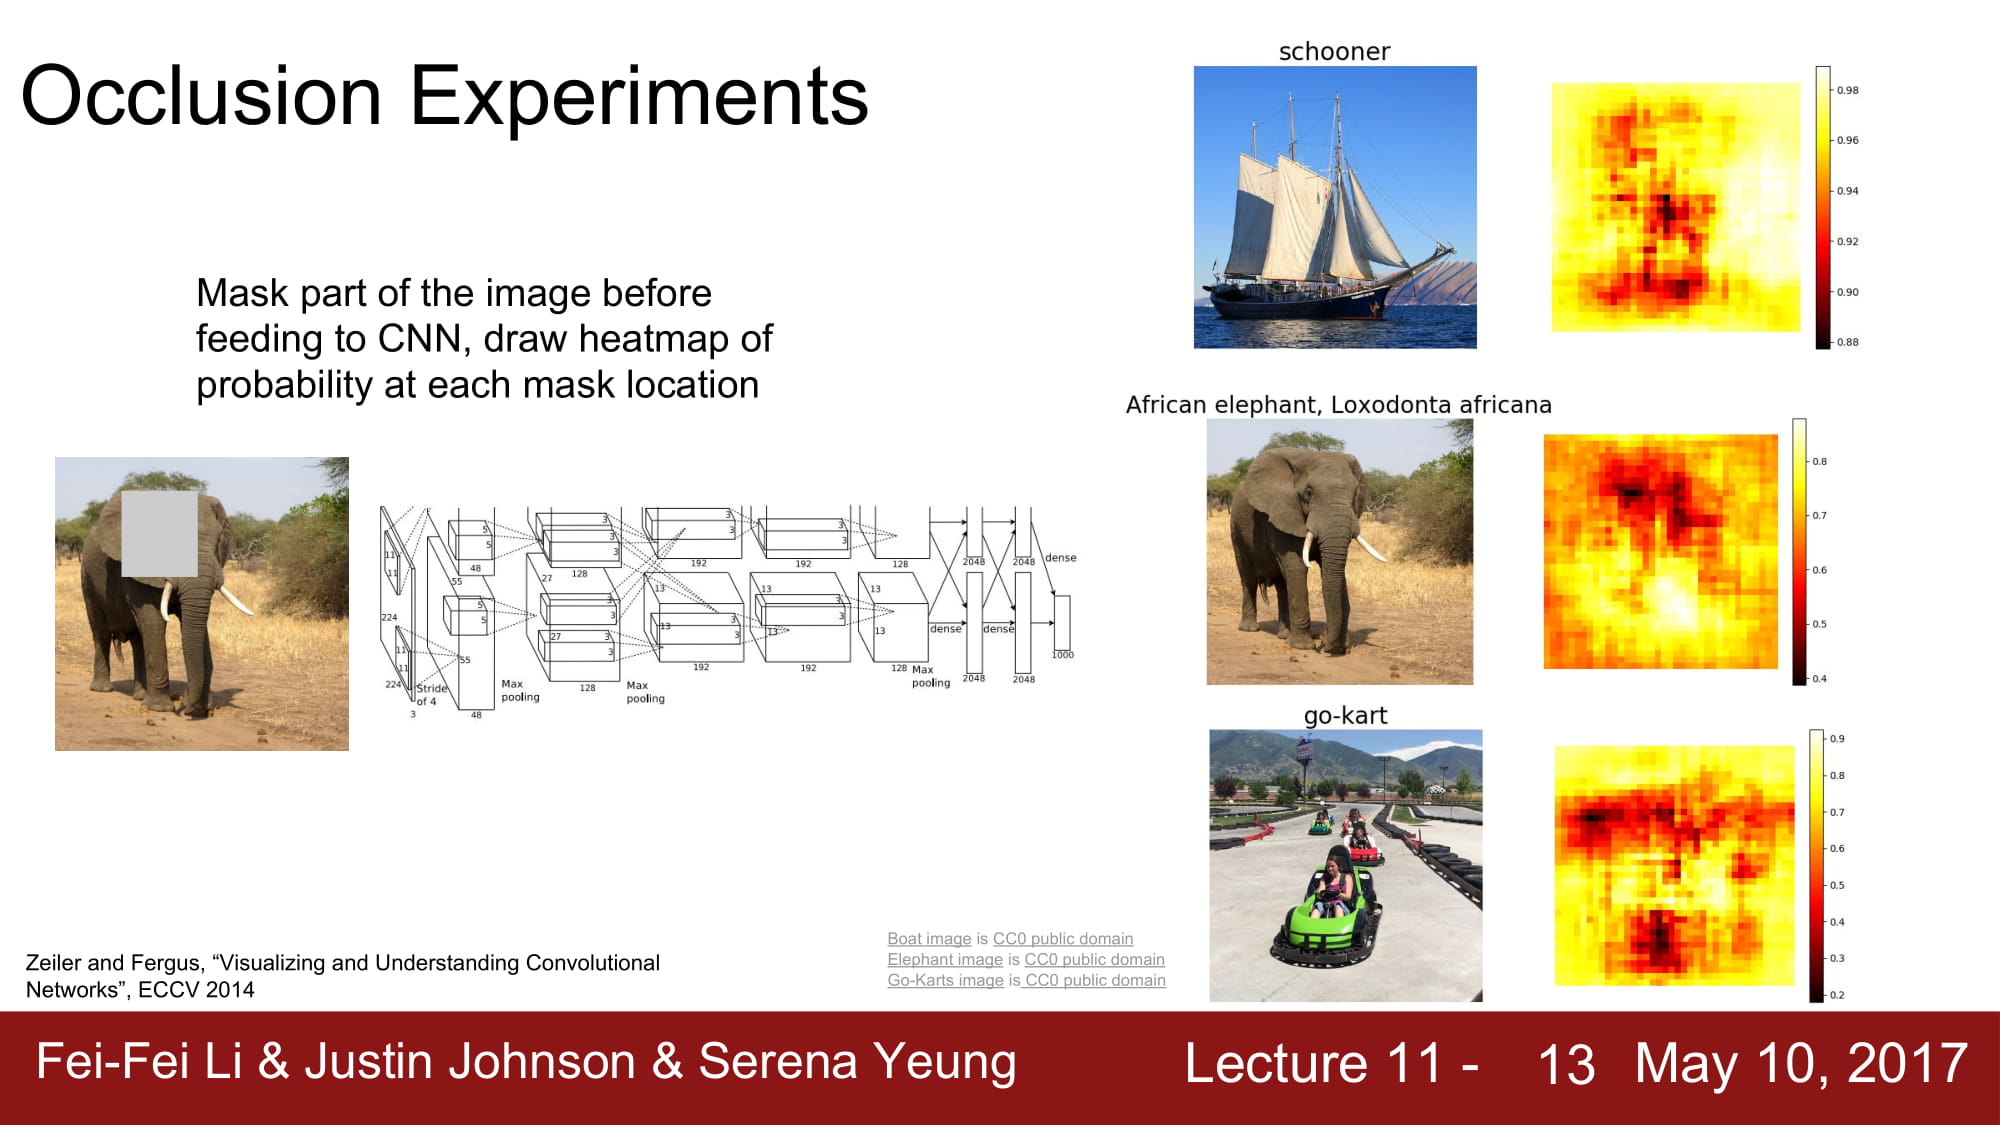 Occlusion Experiments
Mask part of the image before
feeding to CNN, draw heatmap of
probability at each mask location
11
11
224
11
11
224
Stride
of 4
3
5
5
48
55
5
5
55
48
Max
pooling
3
3
3
27
128
3
3
27
3
3
128
Max
pooling
3
3
192
13
13
3
3
192
3
3
192
13
3
3
13
192
128
13
13
128
Max
pooling
2048
2048
dense
dense
dense
2048
2048
1000
schooner
0.98
0.96
0.94
0.92
0.90
0.88
African elephant, Loxodonta africana
0.8
0.7
0.6
0.5
0.4
go-kart
0.9
0.8
0.7
0.6
0.5
0.4
0.3
0.2
Zeiler and Fergus, “Visualizing and Understanding Convolutional
Networks”, ECCV 2014
Boat image is CC0 public domain
Elephant image is CC0 public domain
Go-Karts image is CC0 public domain
Fei-Fei Li & Justin Johnson & Serena Yeung
Lecture 11 - 13 May 10, 2017